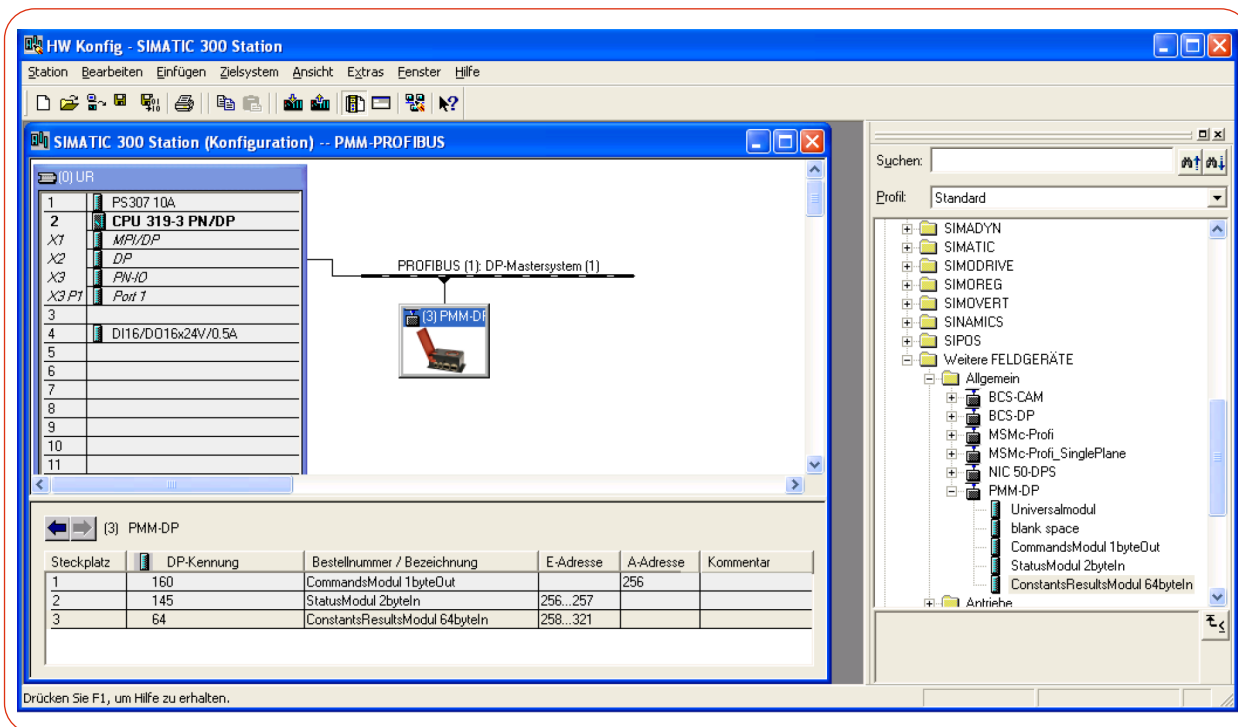 HW Konfig - SIMATIC 300 Station
Station Bearbeiten Einfügen Zielsystem Ansicht Extras Fenster Hilfe
SIMATIC 300 Station (Konfiguration) -- PMM-PROFIBUS
(0) UR
1 PS307 10A
2 CPU 319-3 PN/DP
X1 MPI/DP
X2 DP
X3 PN-IO
X3 P1 Port 1
3
4 DI16/DO16x24V/0.5A
5
6
7
8
9
10
11
PROFIBUS (1): DP-Mastersystem (1)
(3) PMM-DP
(3) PMM-DP
Steckplatz DP-Kennung Bestellnummer / Bezeichnung E-Adresse A-Adresse Kommentar
1 160 CommandsModul 1byteOut 256
2 145 StatusModul 2byteIn 256...257
3 64 ConstantsResultsModul 64byteIn 258...321
Suchen:
Profil: Standard
SIMADYN
SIMATIC
SIMODRIVE
SIMOREG
SIMOVERT
SINAMICS
SIPOS
Weitere FELDGERÄTE
Allgemein
BCS-CAM
BCS-DP
MSMc-Profi
MSMc-Profi_SinglePlane
NIC 50-DPS
PMM-DP
Universalmodul
blank space
CommandsModul 1byteOut
StatusModul 2byteIn
ConstantsResultsModul 64byteIn
Antriebe
Drücken Sie F1, um Hilfe zu erhalten.